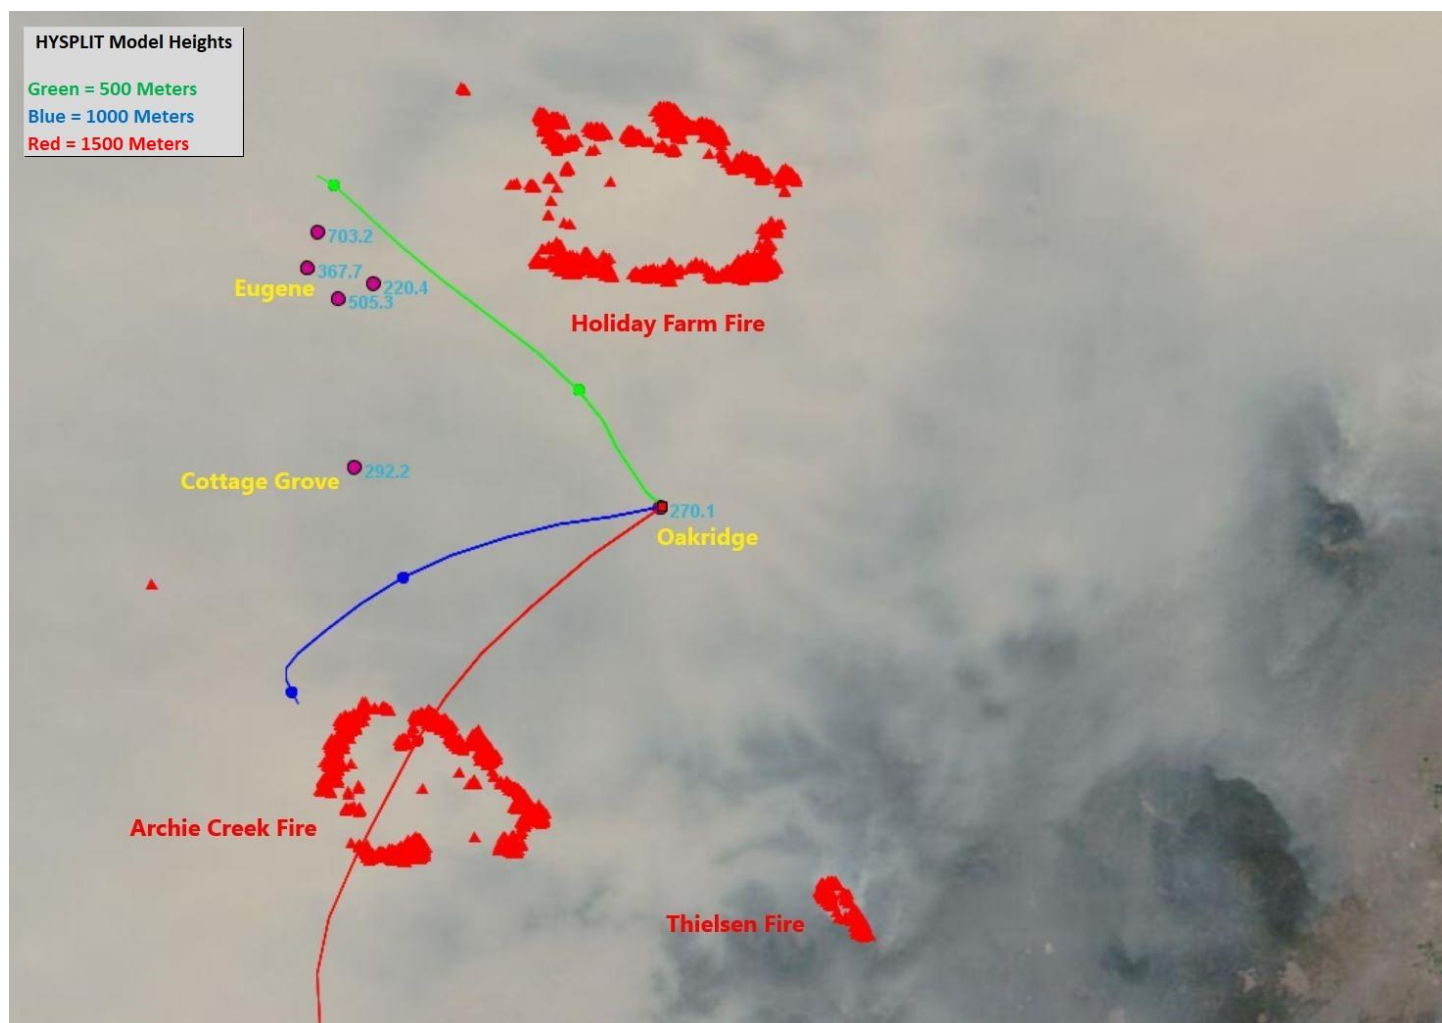 HYSPLIT Model Heights
Green = 500 Meters
Blue = 1000 Meters
Red = 1500 Meters
703.2
367.7
Eugene
220.4
505.3
Holiday Farm Fire
292.2
Cottage Grove
270.1
Oakridge
Archie Creek Fire
Thielsen Fire